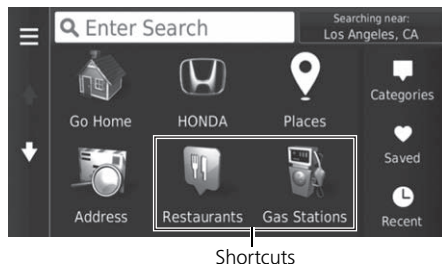 Enter Search
Searching near:
Los Angeles, CA
Go Home
HONDA
Places
Categories
Saved
Address
Restaurants
Gas Stations
Recent
Shortcuts